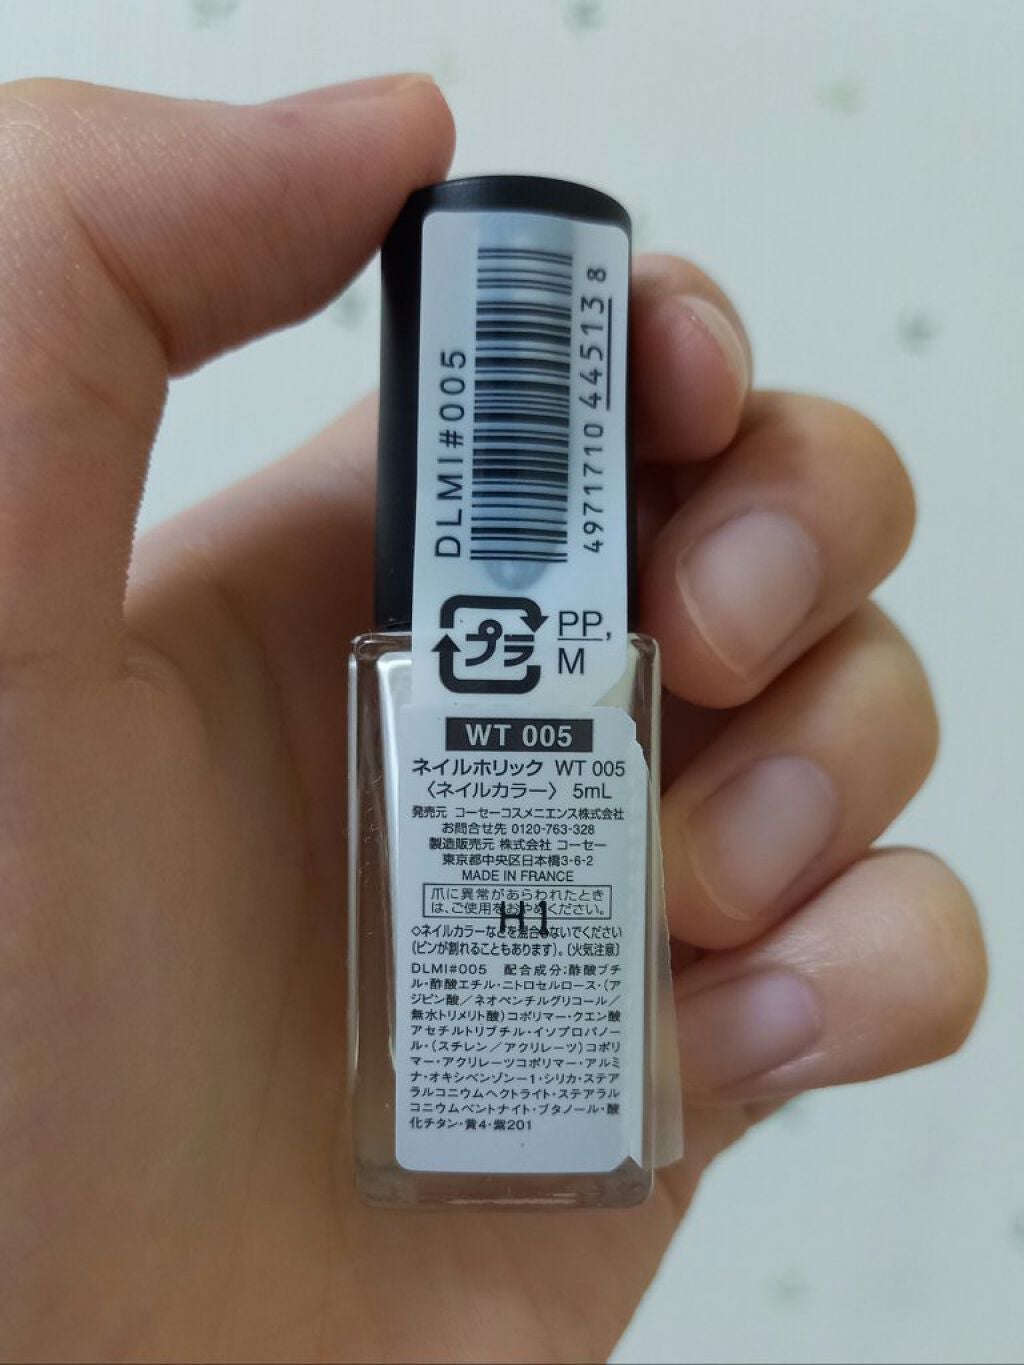 DLMI#005
4971710 445138
プラ
PP,
M
WT 005
ネイルホリック WT 005
〈ネイルカラー〉 5mL
発売元 コーセーコスメニエンス株式会社
お問合せ先 0120-763-328
製造販売元 株式会社 コーセー
東京都中央区日本橋3-6-2
MADE IN FRANCE
爪に異常があらわれたとき
は、ご使用をおやめください。
H1
◇ネイルカラーなどを混合しないでください
(ビンが割れることもあります)。〔火気注意〕
DLMI#005 配合成分:酢酸ブチ
ル・酢酸エチル・ニトロセルロース・(ア
ジピン酸/ネオペンチルグリコール/
無水トリメリト酸)コポリマー・クエン酸
アセチルトリブチル・イソプロパノー
ル・(スチレン/アクリレーツ)コポリ
マー・アクリレーツコポリマー・アルミ
ナ・オキシベンゾン-1・シリカ・ステア
ラルコニウムヘクトライト・ステアラル
コニウムベントナイト・ブタノール・酸
化チタン・黄4・紫201